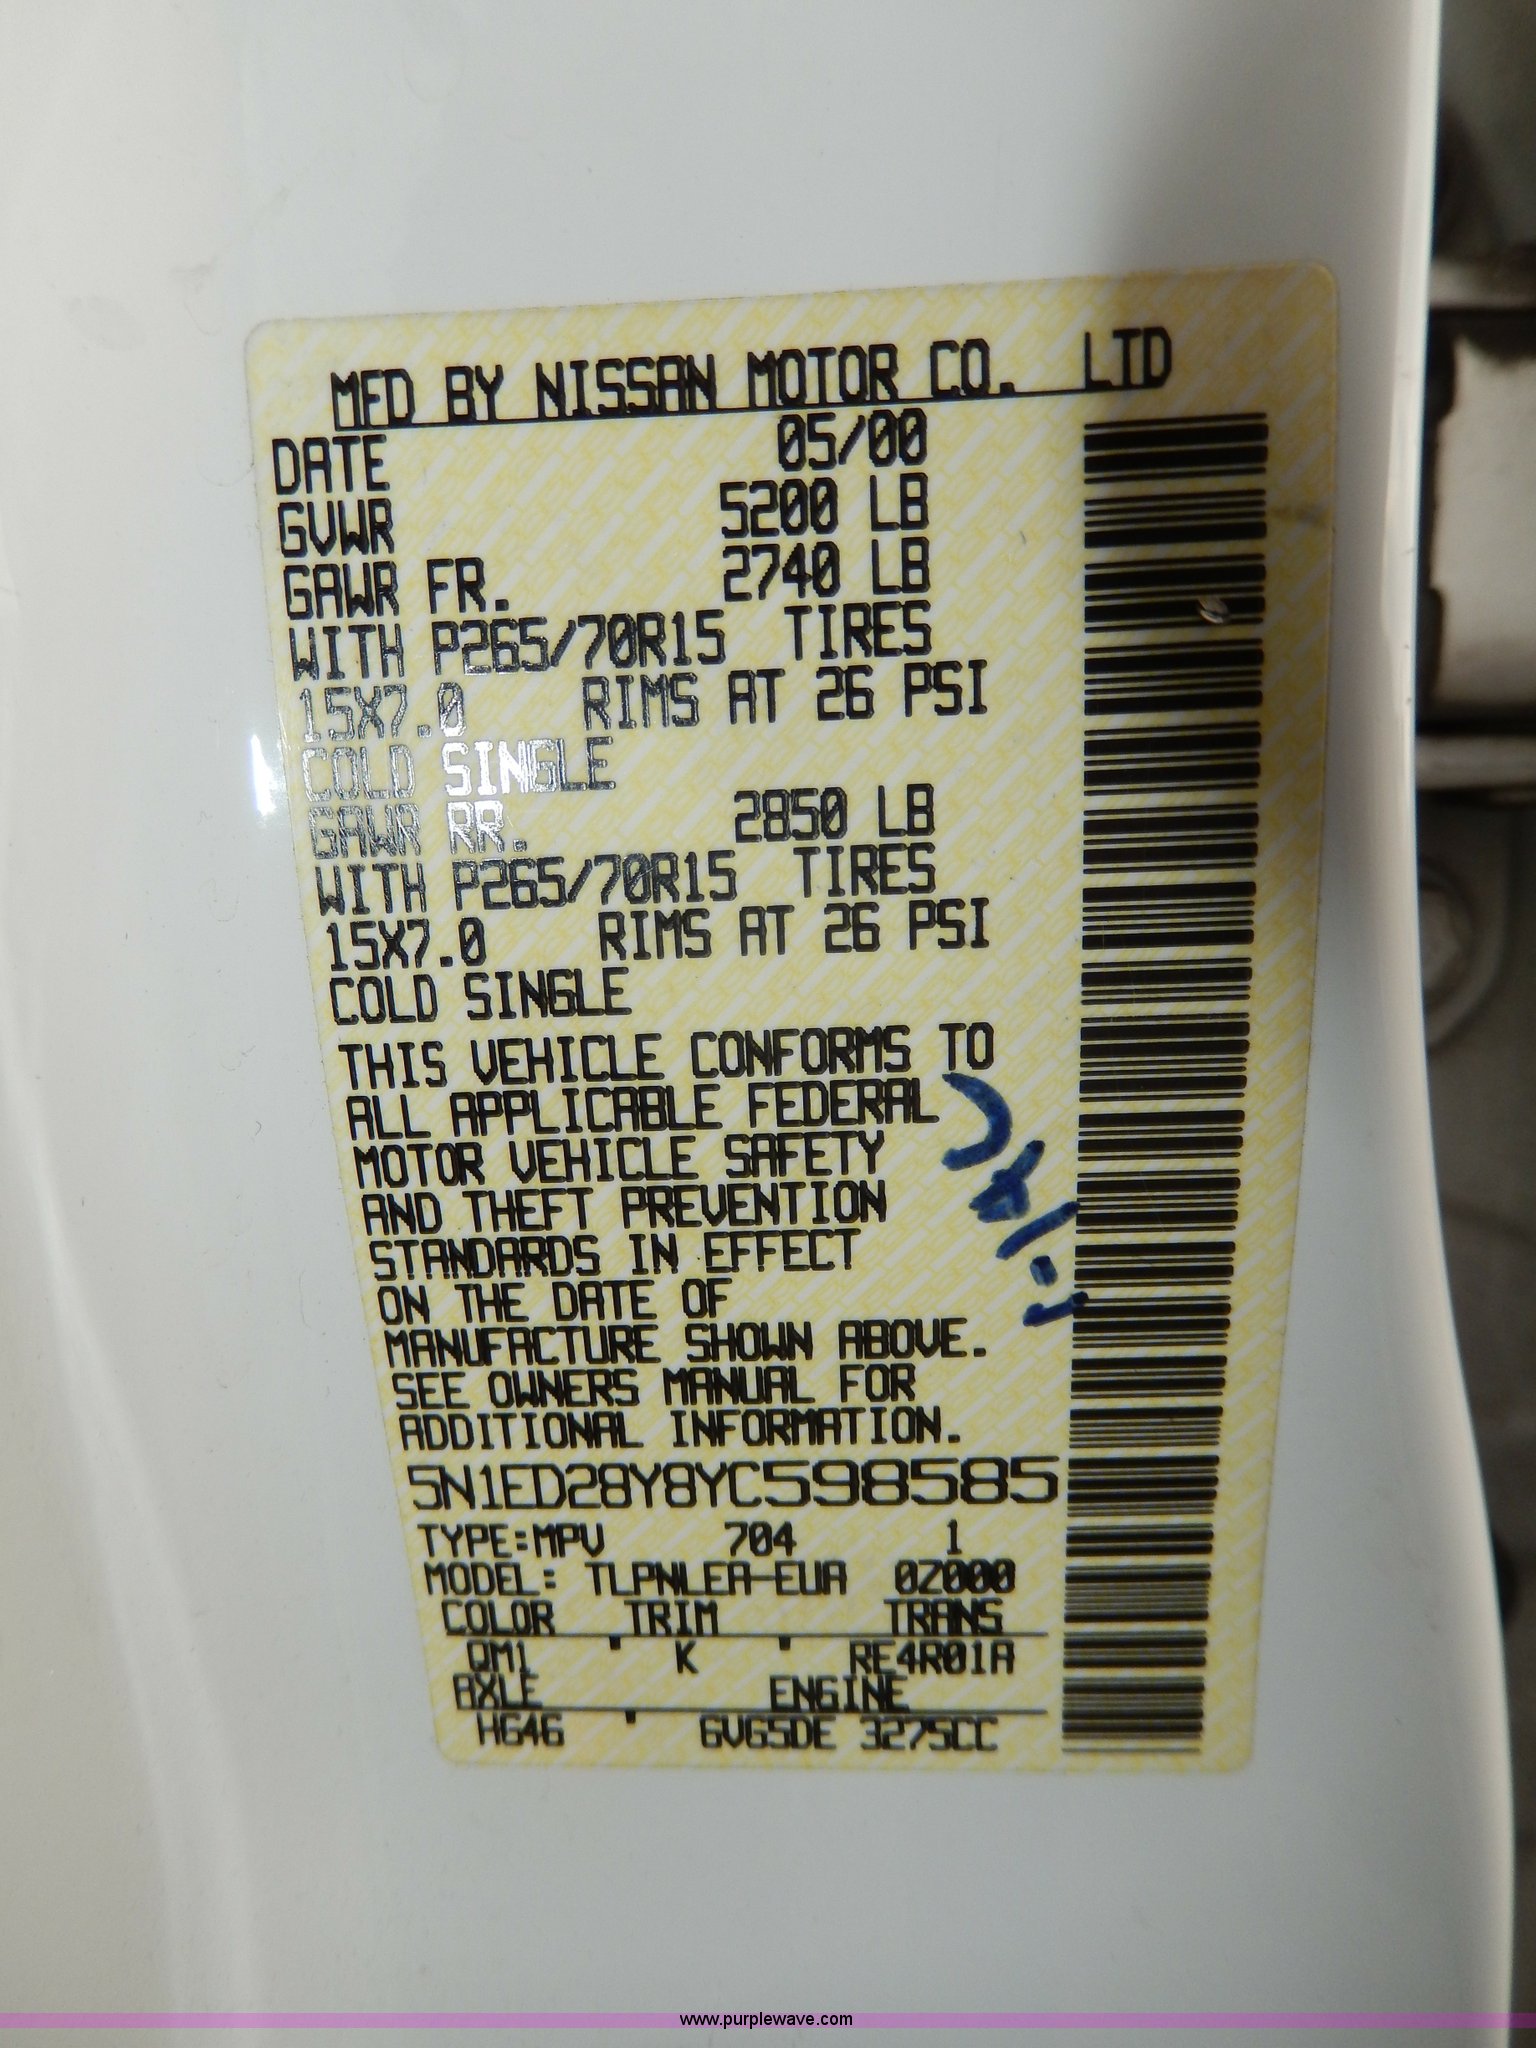 MFD BY NISSAN MOTOR CO. LTD
DATE 05/00
GVWR 5200 LB
GAWR FR. 2740 LB
WITH P265/70R15 TIRES
15X7.0 RIMS AT 26 PSI
COLD SINGLE
GAWR RR. 2850 LB
WITH P265/70R15 TIRES
15X7.0 RIMS AT 26 PSI
COLD SINGLE
THIS VEHICLE CONFORMS TO
ALL APPLICABLE FEDERAL
MOTOR VEHICLE SAFETY
AND THEFT PREVENTION
STANDARDS IN EFFECT
ON THE DATE OF
MANUFACTURE SHOWN ABOVE.
SEE OWNERS MANUAL FOR
ADDITIONAL INFORMATION.
5N1ED28Y8YC598585
TYPE:MPV 704 1
MODEL: TLPNLEA-EUA 0Z000
COLOR TRIM TRANS
QM1 K RE4R01A
AXLE ENGINE
HG46 6VG5DE 3275CC
www.purplewave.com